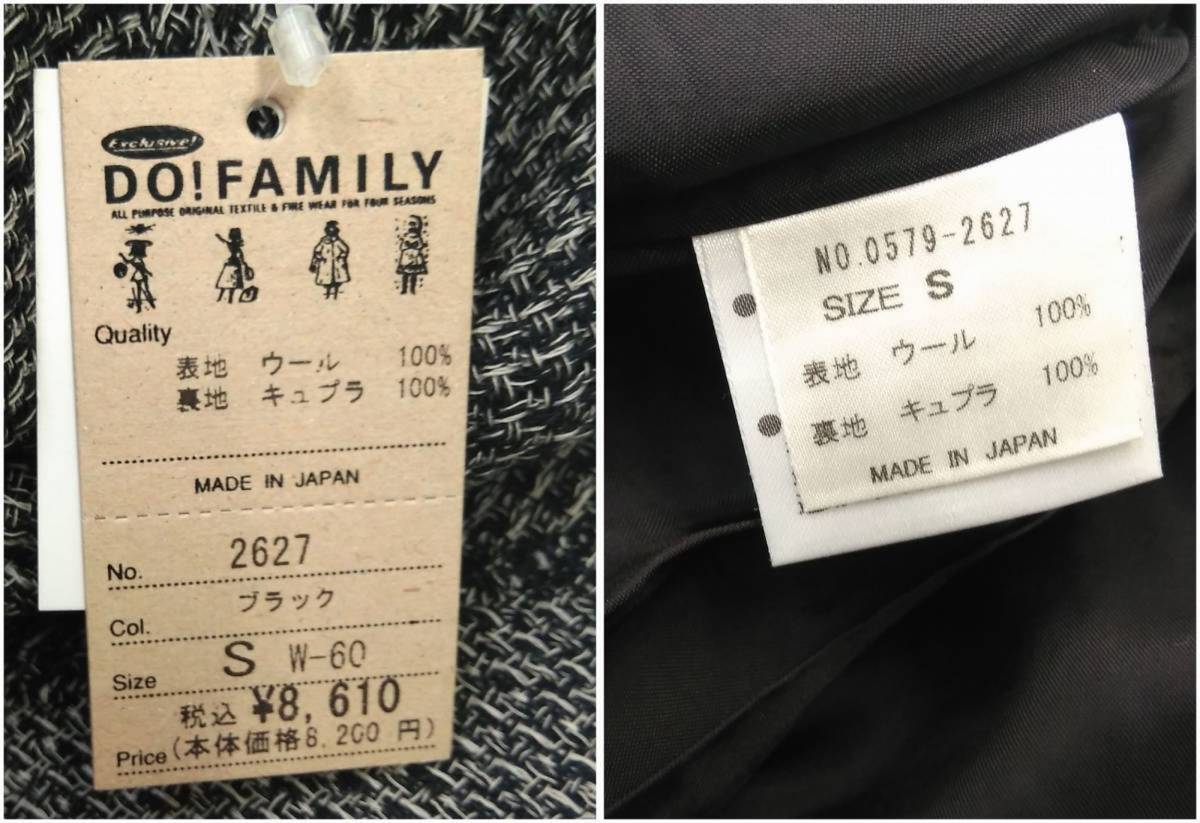 Exclusive!
DO! FAMILY
ALL PURPOSE ORIGINAL TEXTILE & FINE WEAR FOR FOUR SEASONS
Quality
表地 ウール 100%
裏地 キュプラ 100%
MADE IN JAPAN
No. 2627
Col. ブラック
Size S W-60
税込 ¥8,610
Price (本体価格8,200 円)
NO.0579-2627
SIZE S
表地 ウール 100%
裏地 キュプラ 100%
MADE IN JAPAN